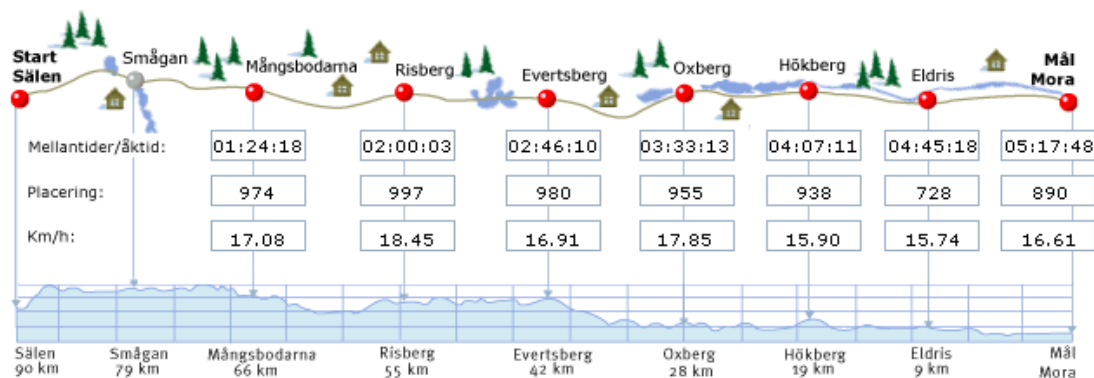 Start
Sälen
Smågan
Mångsbodarna
Risberg
Evertsberg
Oxberg
Hökberg
Eldris
Mål
Mora
Mellantider/åktid: 01:24:18 02:00:03 02:46:10 03:33:13 04:07:11 04:45:18 05:17:48
Placering: 974 997 980 955 938 728 890
Km/h: 17.08 18.45 16.91 17.85 15.90 15.74 16.61
Sälen Smågan Mångsbodarna Risberg Evertsberg Oxberg Hökberg Eldris Mål
90 km 79 km 66 km 55 km 42 km 28 km 19 km 9 km Mora